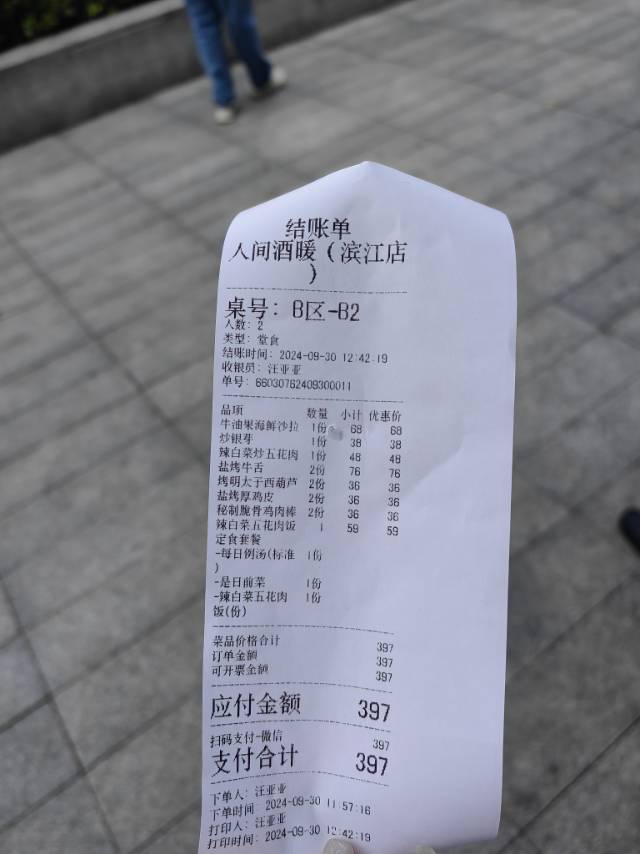 结账单
人间酒暖（滨江店
）
桌号：B区-B2
人数：2
类型：堂食
结账时间：2024-09-30 12:42:19
收银员：汪亚亚
单号：66030762409300011
品项 数量 小计 优惠价
牛油果海鲜沙拉 1份 68 68
炒银芽 1份 38 38
辣白菜炒五花肉 1份 48 48
盐烤牛舌 2份 76 76
烤明太于西葫芦 2份 36 36
盐烤厚鸡皮 2份 36 36
秘制脆骨鸡肉棒 2份 36 36
辣白菜五花肉饭 1 59 59
定食套餐
-每日例汤(标准 1份
)
-是日前菜 1份
-辣白菜五花肉 1份
饭(份)
菜品价格合计 397
订单金额 397
可开票金额 397
应付金额 397
扫码支付-微信 397
支付合计 397
下单人：汪亚亚
下单时间：2024-09-30 11:57:16
打印人：汪亚亚
打印时间：2024-09-30 12:42:19